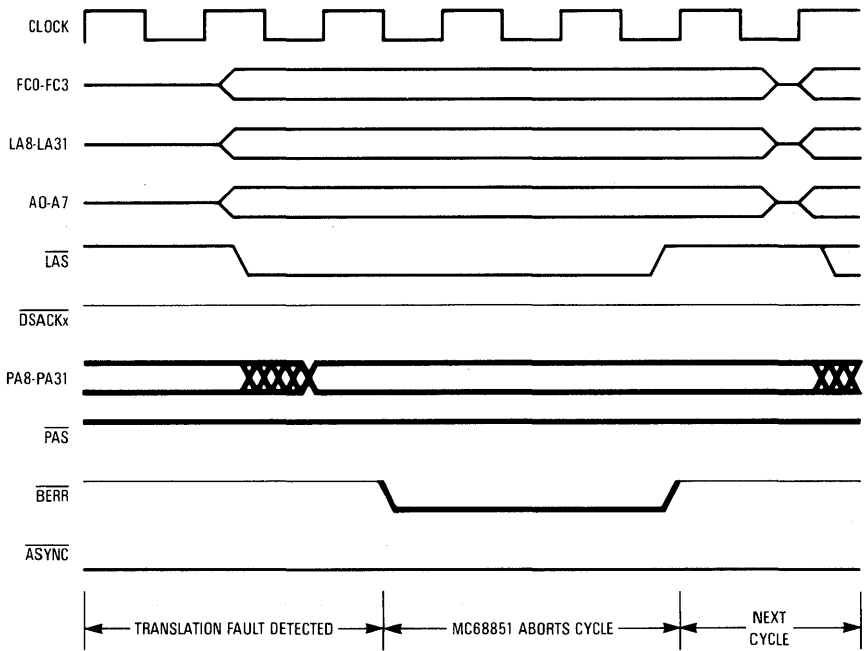 CLOCK
FC0-FC3
LA8-LA31
A0-A7
LAS
DSACKx
PA8-PA31
PAS
BERR
ASYNC
TRANSLATION FAULT DETECTED
MC68851 ABORTS CYCLE
NEXT
CYCLE